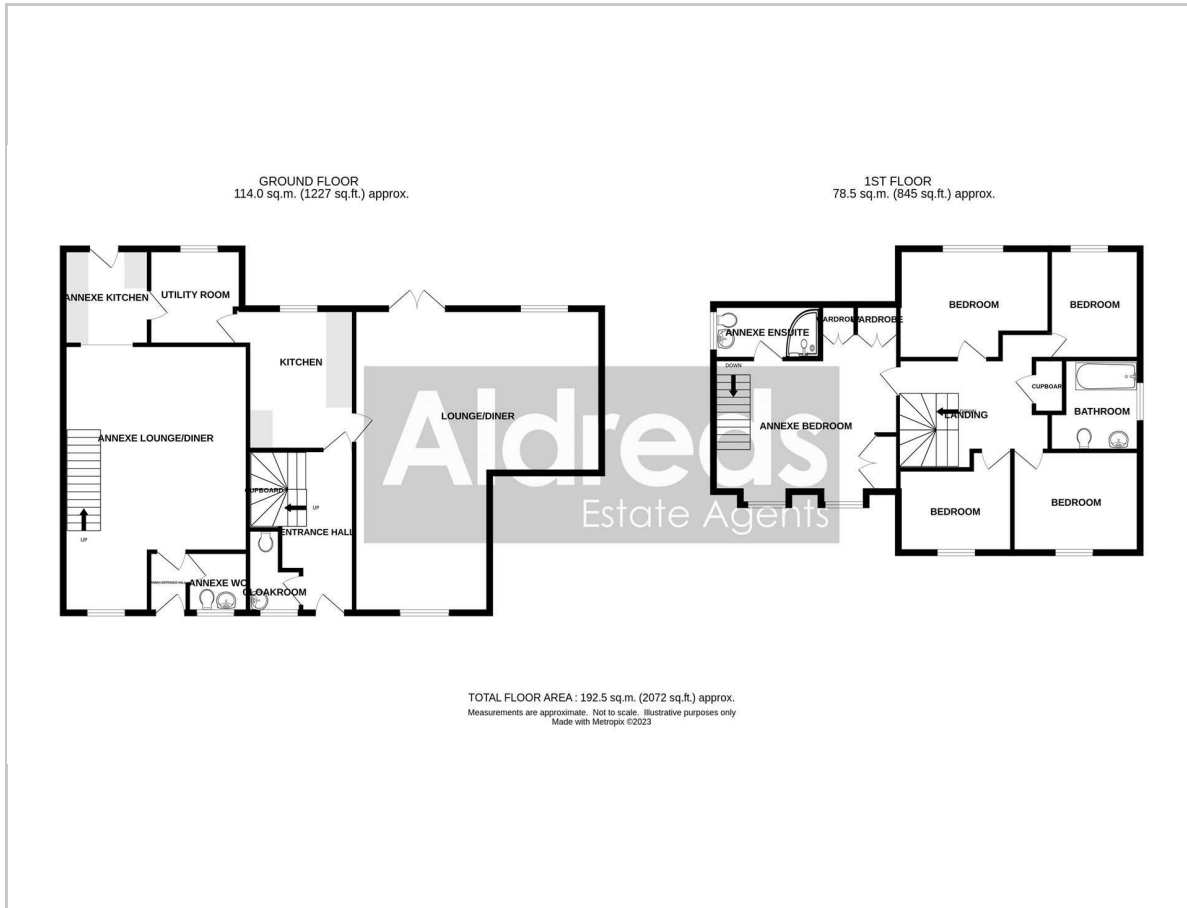 GROUND FLOOR
114.0 sq.m. (1227 sq.ft.) approx.
1ST FLOOR
78.5 sq.m. (845 sq.ft.) approx.
ANNEXE KITCHEN
UTILITY ROOM
KITCHEN
LOUNGE/DINER
ANNEXE LOUNGE/DINER
CUPBOARD
UP
ENTRANCE HALL
UP
ANNEXE ENTRANCE HALL
ANNEXE WC
CLOAKROOM
BEDROOM
BEDROOM
WARDROBE
WARDROBE
ANNEXE ENSUITE
DOWN
CUPBOARD
BATHROOM
LANDING
ANNEXE BEDROOM
BEDROOM
BEDROOM
Aldreds
Estate Agents
TOTAL FLOOR AREA : 192.5 sq.m. (2072 sq.ft.) approx.
Measurements are approximate. Not to scale. Illustrative purposes only
Made with Metropix ©2023